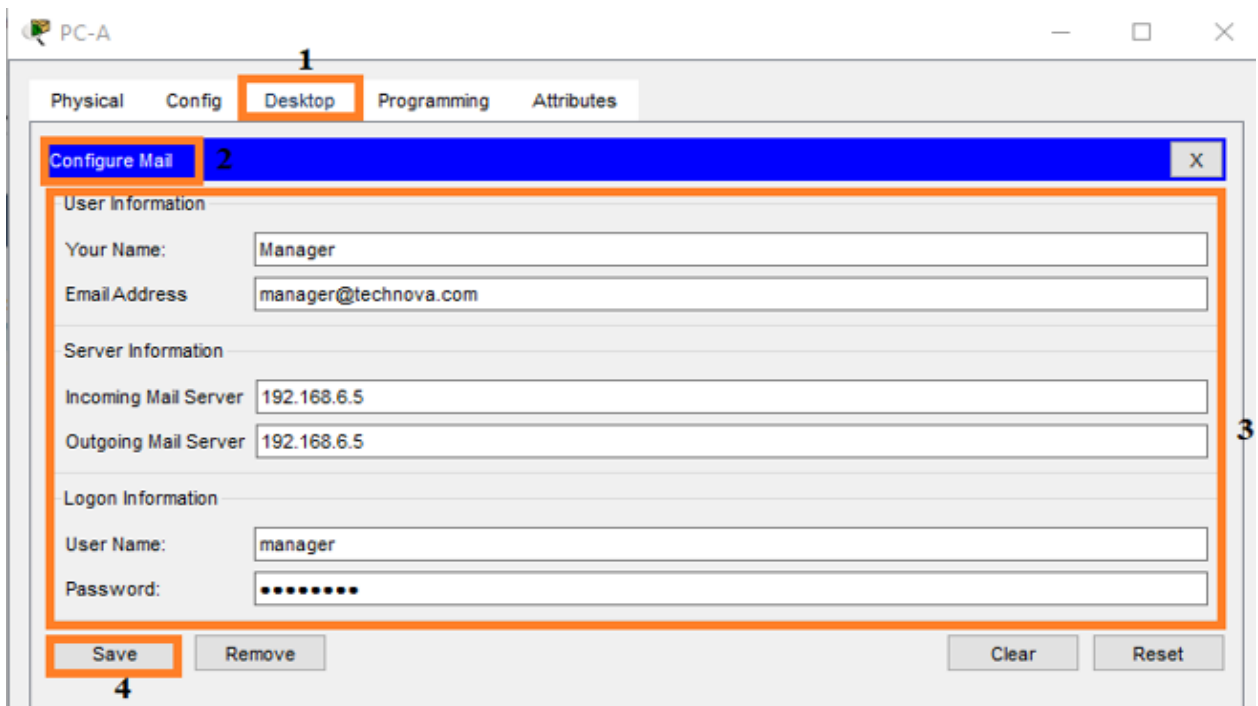 PC-A
1
Physical Config Desktop Programming Attributes
Configure Mail 2 X
User Information
Your Name: Manager
Email Address manager@technova.com
Server Information
Incoming Mail Server 192.168.6.5
Outgoing Mail Server 192.168.6.5
3
Logon Information
User Name: manager
Password: ••••••••
Save Remove Clear Reset
4